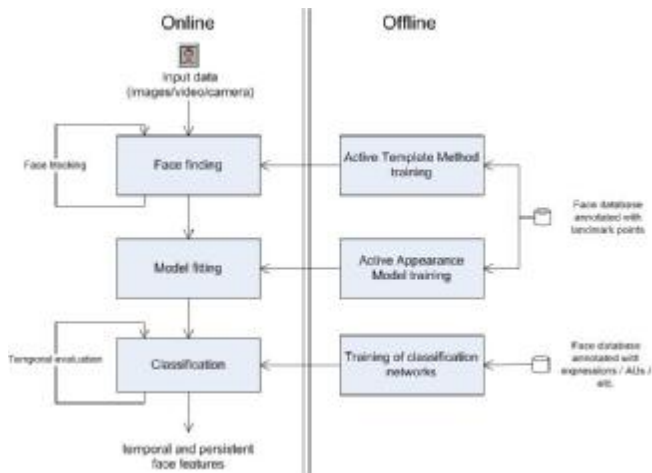 Online
Offline
Input data
(images/video/camera)
Face tracking
Face finding
Active Template Method
training
Face database
annotated with
landmark points
Model fitting
Active Appearance
Model training
Temporal evaluation
Classification
Training of classification
networks
Face database
annotated with
expressions / AUs /
etc.
temporal and persistent
face features